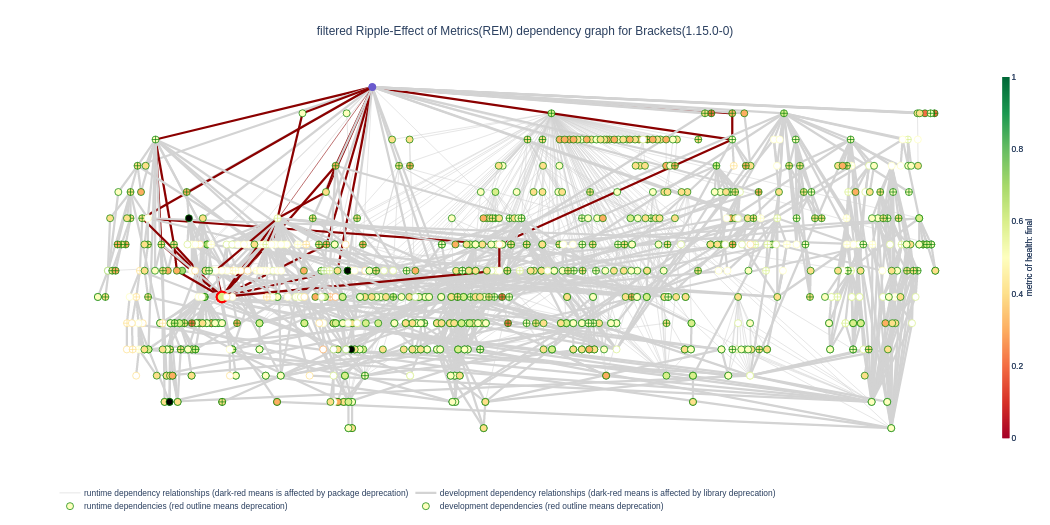 filtered Ripple-Effect of Metrics(REM) dependency graph for Brackets(1.15.0-0)
1
0.8
0.6
0.4
0.2
0
metric of health: final
runtime dependency relationships (dark-red means is affected by package deprecation)
development dependency relationships (dark-red means is affected by library deprecation)
runtime dependencies (red outline means deprecation)
development dependencies (red outline means deprecation)